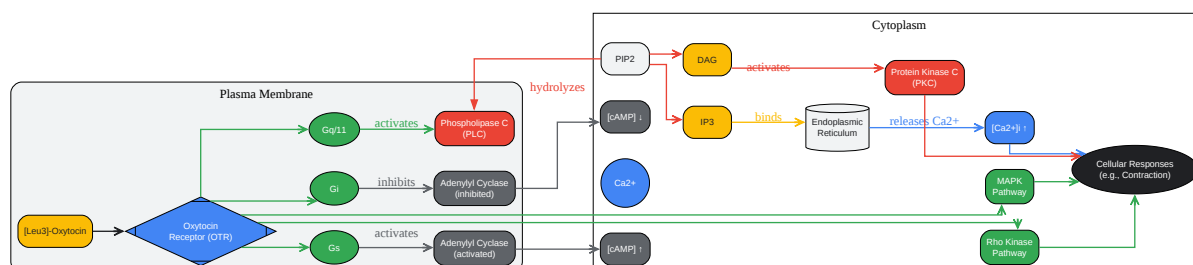 Cytoplasm
PIP2
DAG
activates
Protein Kinase C
(PKC)
hydrolyzes
Plasma Membrane
Gq/11
activates
Phospholipase C
(PLC)
[cAMP] ↓
IP3
binds
Endoplasmic
Reticulum
releases Ca2+
[Ca2+]i ↑
Cellular Responses
(e.g., Contraction)
Gi
inhibits
Adenylyl Cyclase
(inhibited)
Ca2+
MAPK
Pathway
[Leu3]-Oxytocin
Oxytocin
Receptor (OTR)
Gs
activates
Adenylyl Cyclase
(activated)
[cAMP] ↑
Rho Kinase
Pathway